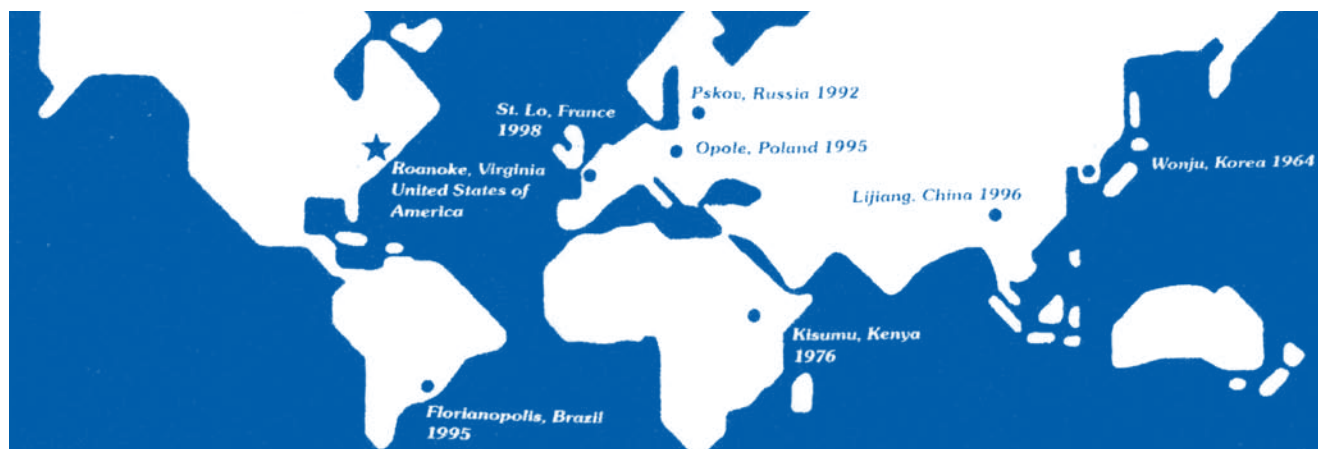 Pskov, Russia 1992
St. Lo, France
1998
Opole, Poland 1995
Roanoke, Virginia
United States of
America
Wonju, Korea 1964
Lijiang. China 1996
Kisumu, Kenya
1976
Florianopolis, Brazil
1995